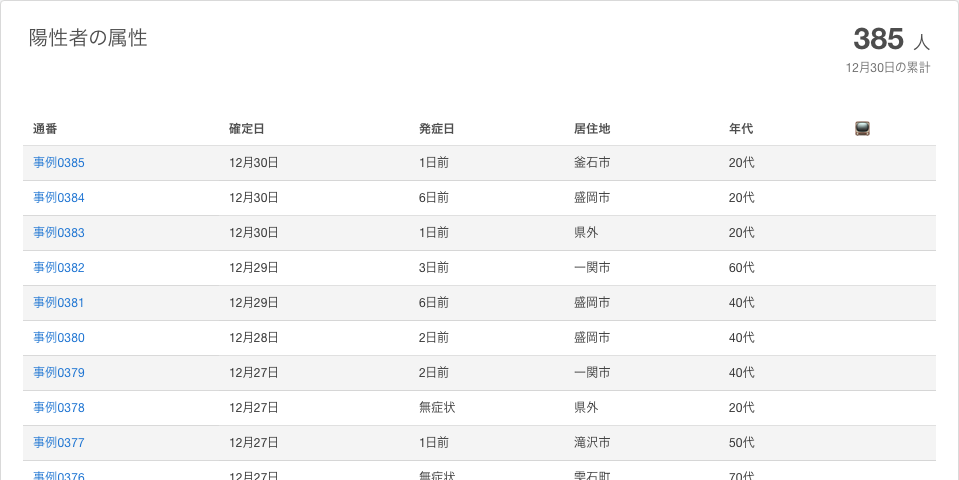 陽性者の属性
385 人
12月30日の累計
通番 確定日 発症日 居住地 年代
事例0385 12月30日 1日前 釜石市 20代
事例0384 12月30日 6日前 盛岡市 20代
事例0383 12月30日 1日前 県外 20代
事例0382 12月29日 3日前 一関市 60代
事例0381 12月29日 6日前 盛岡市 40代
事例0380 12月28日 2日前 盛岡市 40代
事例0379 12月27日 2日前 一関市 40代
事例0378 12月27日 無症状 県外 20代
事例0377 12月27日 1日前 滝沢市 50代
事例0376 12月27日 無症状 雫石町 70代